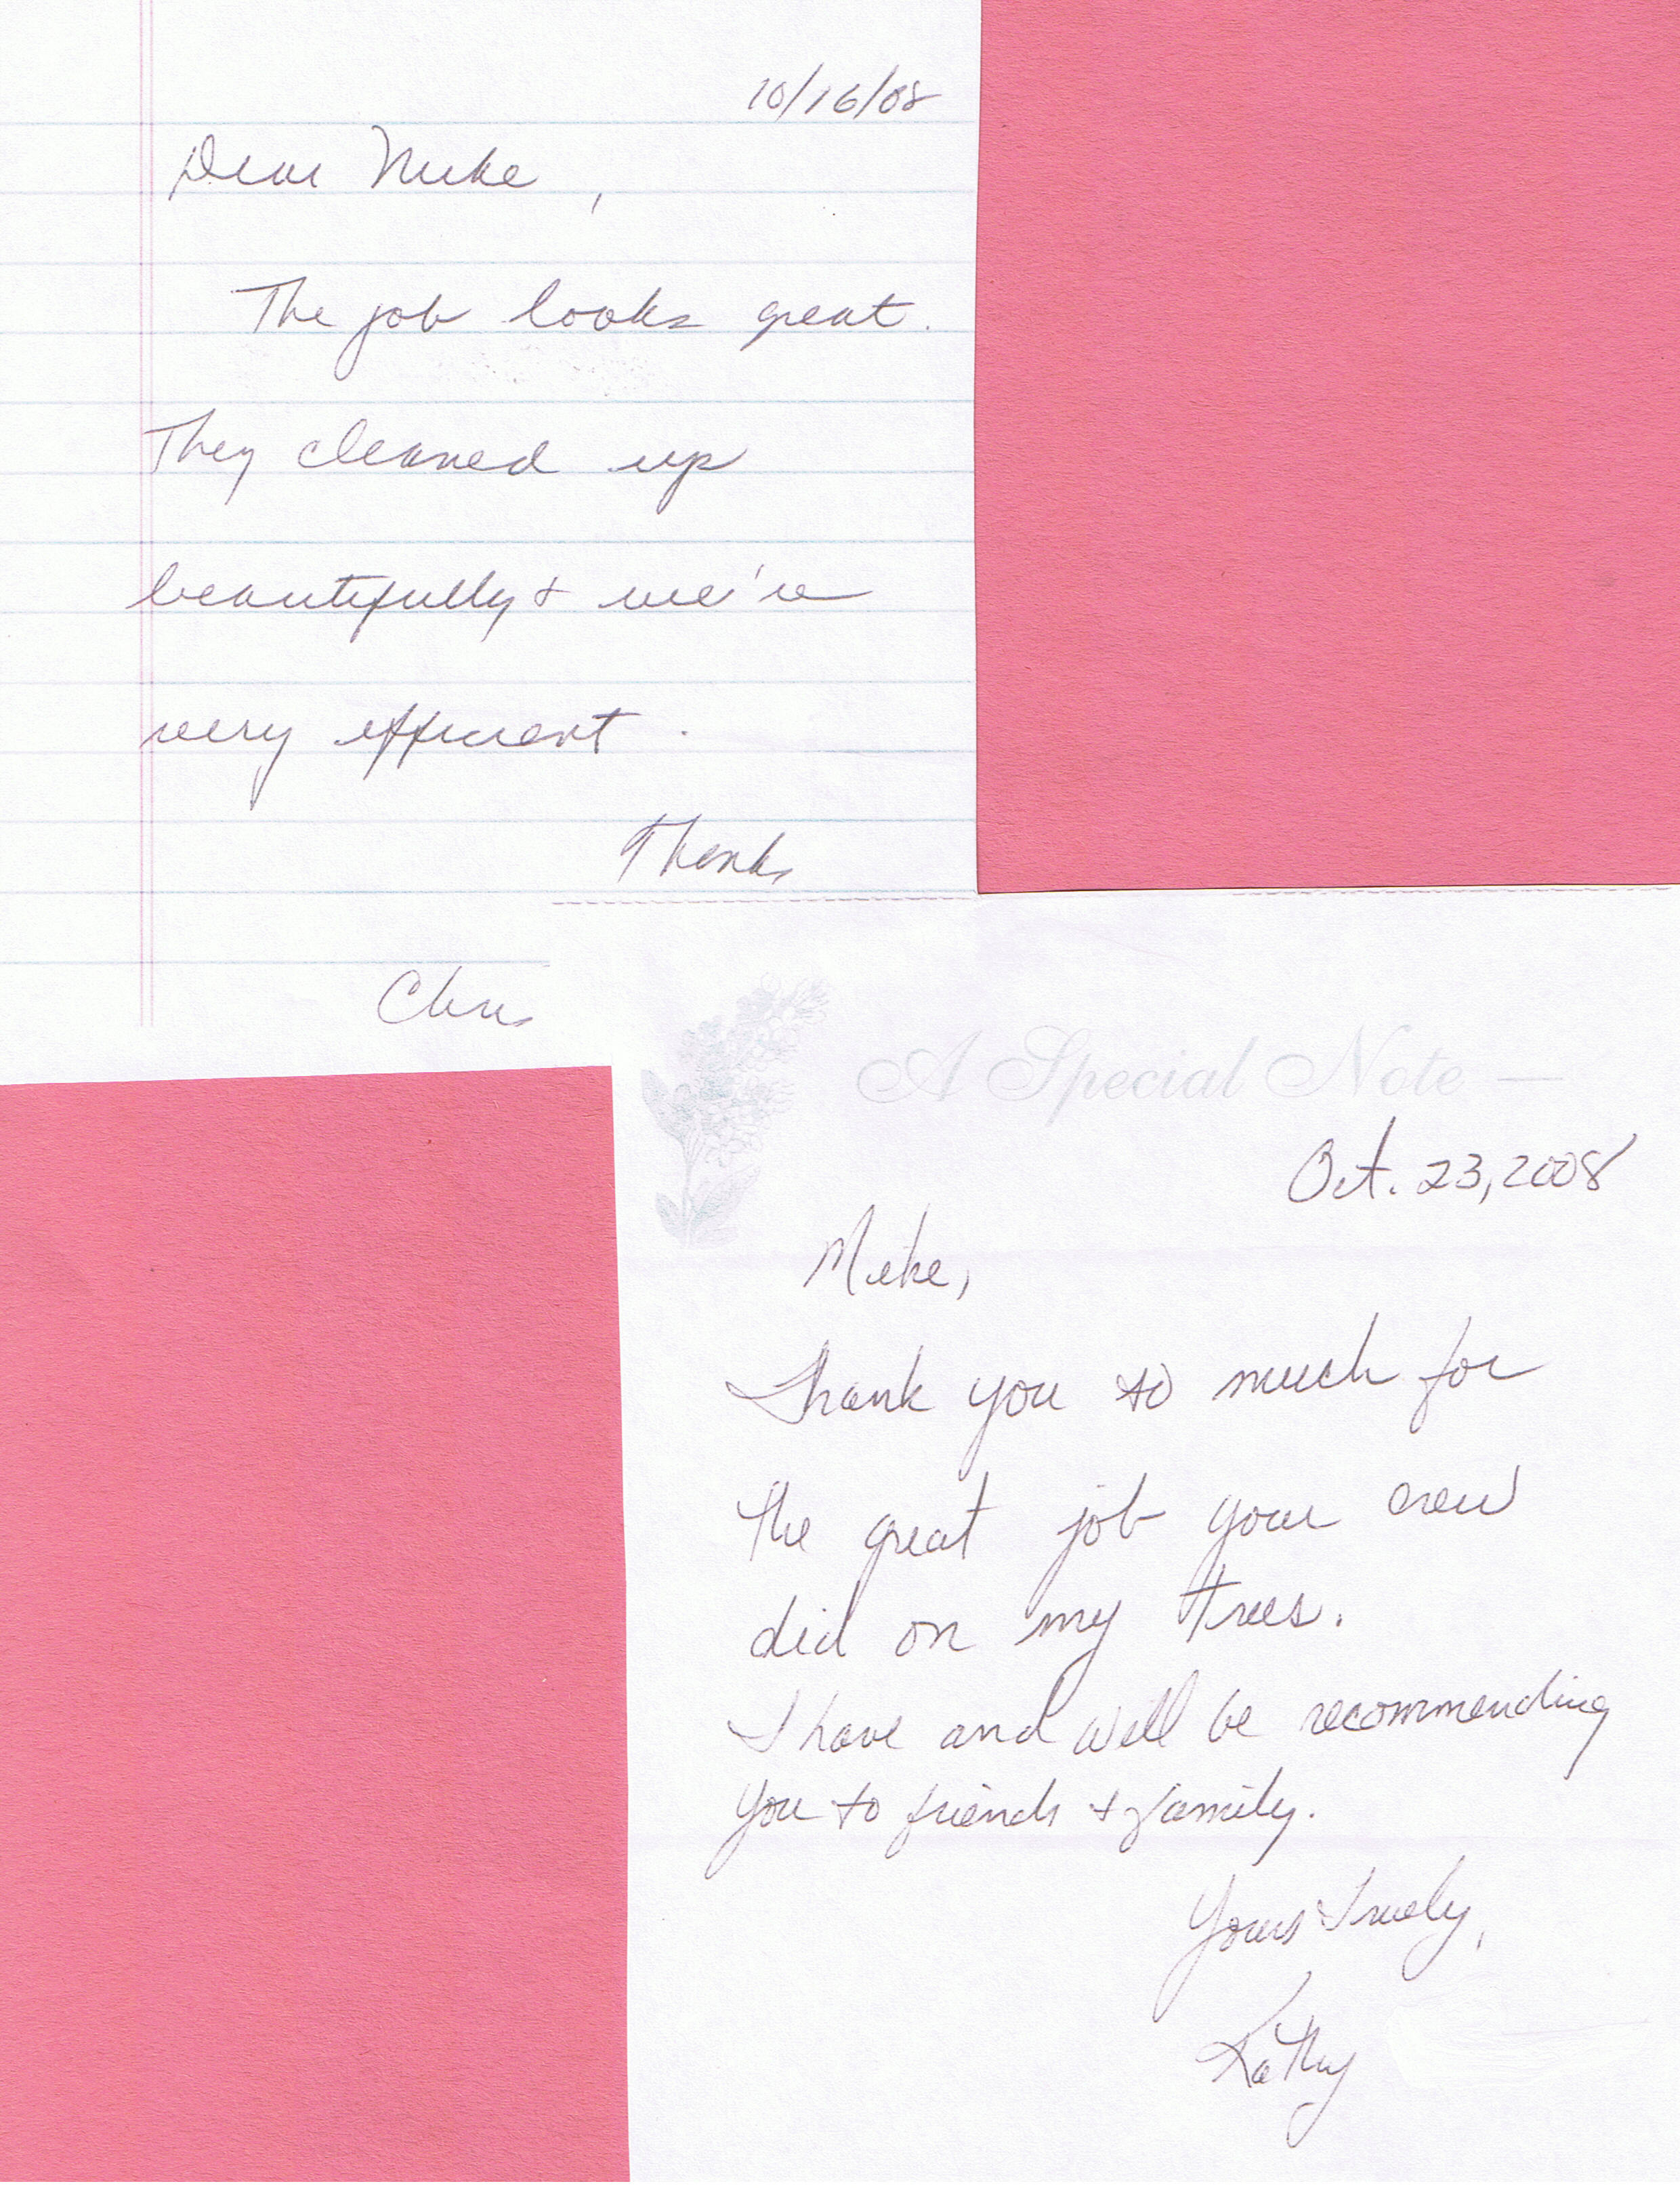 10/16/08
Dear Mike,
The job looks great.
They cleaned up
beautifully & we're
very efficient.
Thanks
Chris
A Special Note —
Oct. 23, 2008
Mike,
Thank you so much for
the great job your crew
did on my trees.
I have and will be recommending
you to friends & family.
Yours Truely,
Kathy